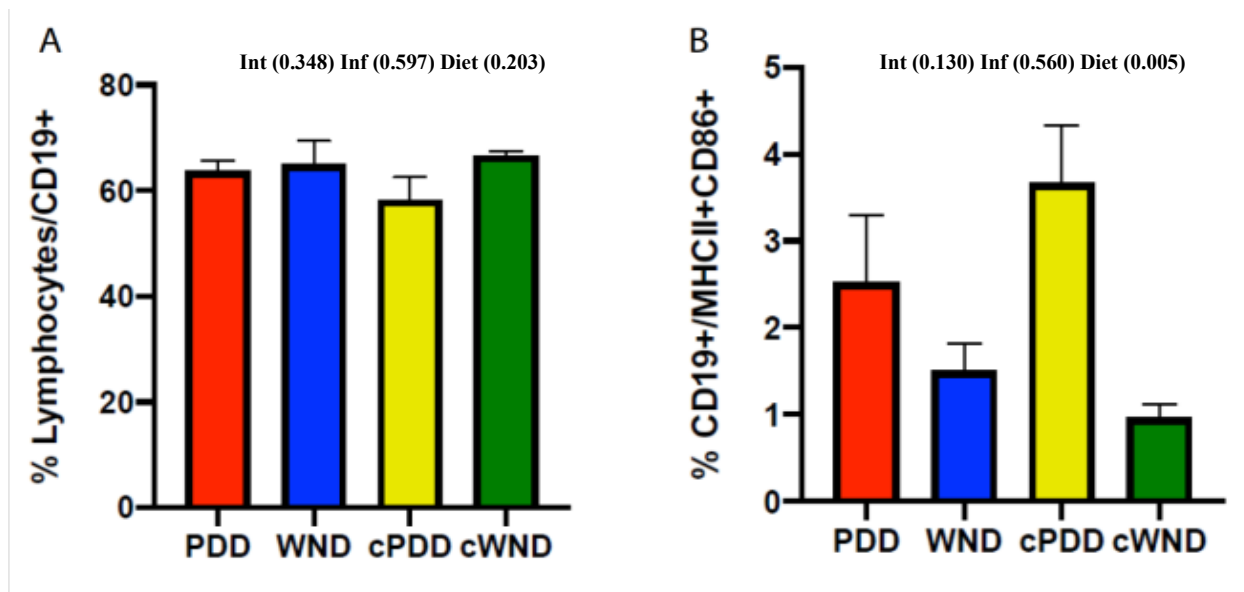 A
Int (0.348) Inf (0.597) Diet (0.203)
% Lymphocytes/CD19+
80
60
40
20
0
PDD WND cPDD cWND
B
Int (0.130) Inf (0.560) Diet (0.005)
% CD19+/MHCII+CD86+
5
4
3
2
1
0
PDD WND cPDD cWND